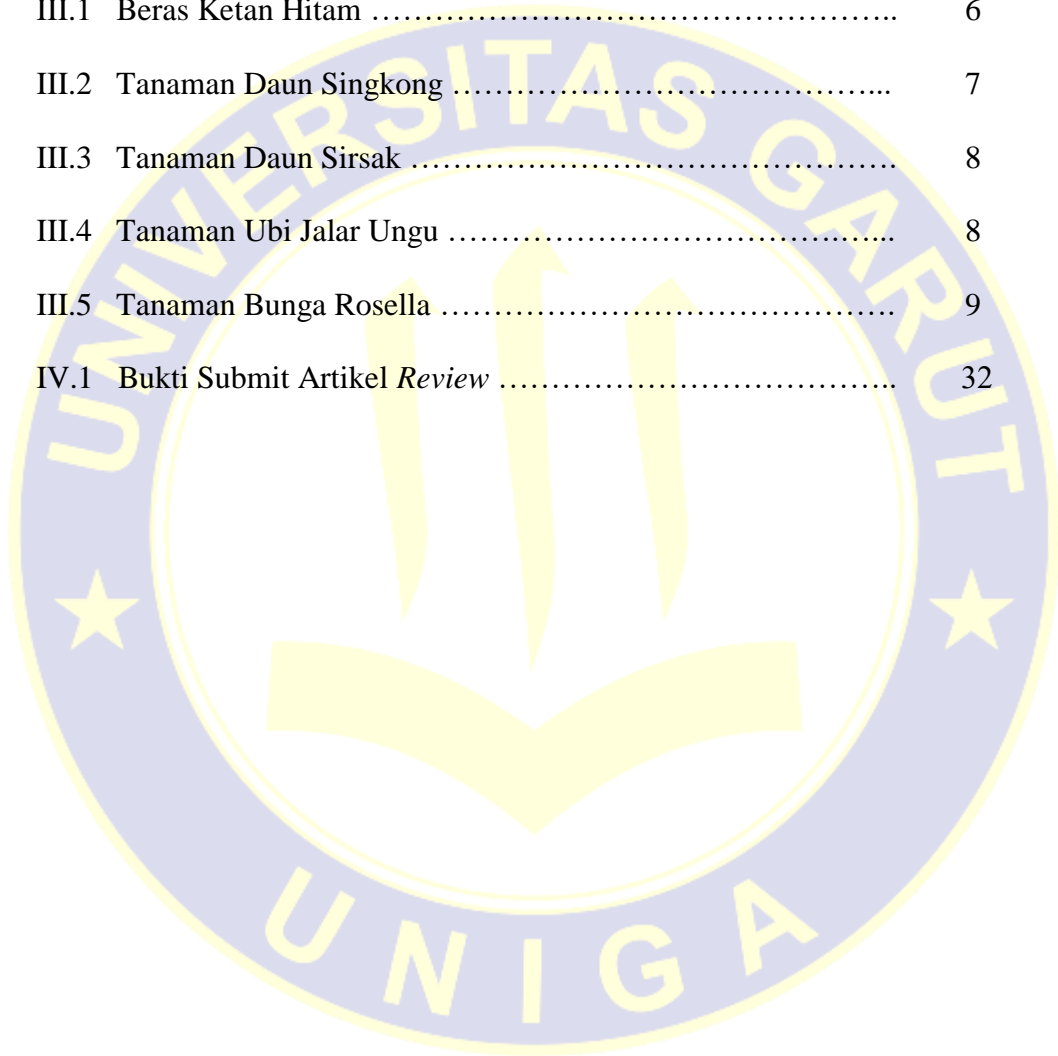 III.1 Beras Ketan Hitam ………………………………………………….. 6
III.2 Tanaman Daun Singkong …………………………………………... 7
III.3 Tanaman Daun Sirsak ……………………………………………… 8
III.4 Tanaman Ubi Jalar Ungu …………………………………………... 8
III.5 Tanaman Bunga Rosella ……………………………………………. 9
IV.1 Bukti Submit Artikel Review ……………………………………….. 32
UNIVERSITAS GARUT
UNIGA